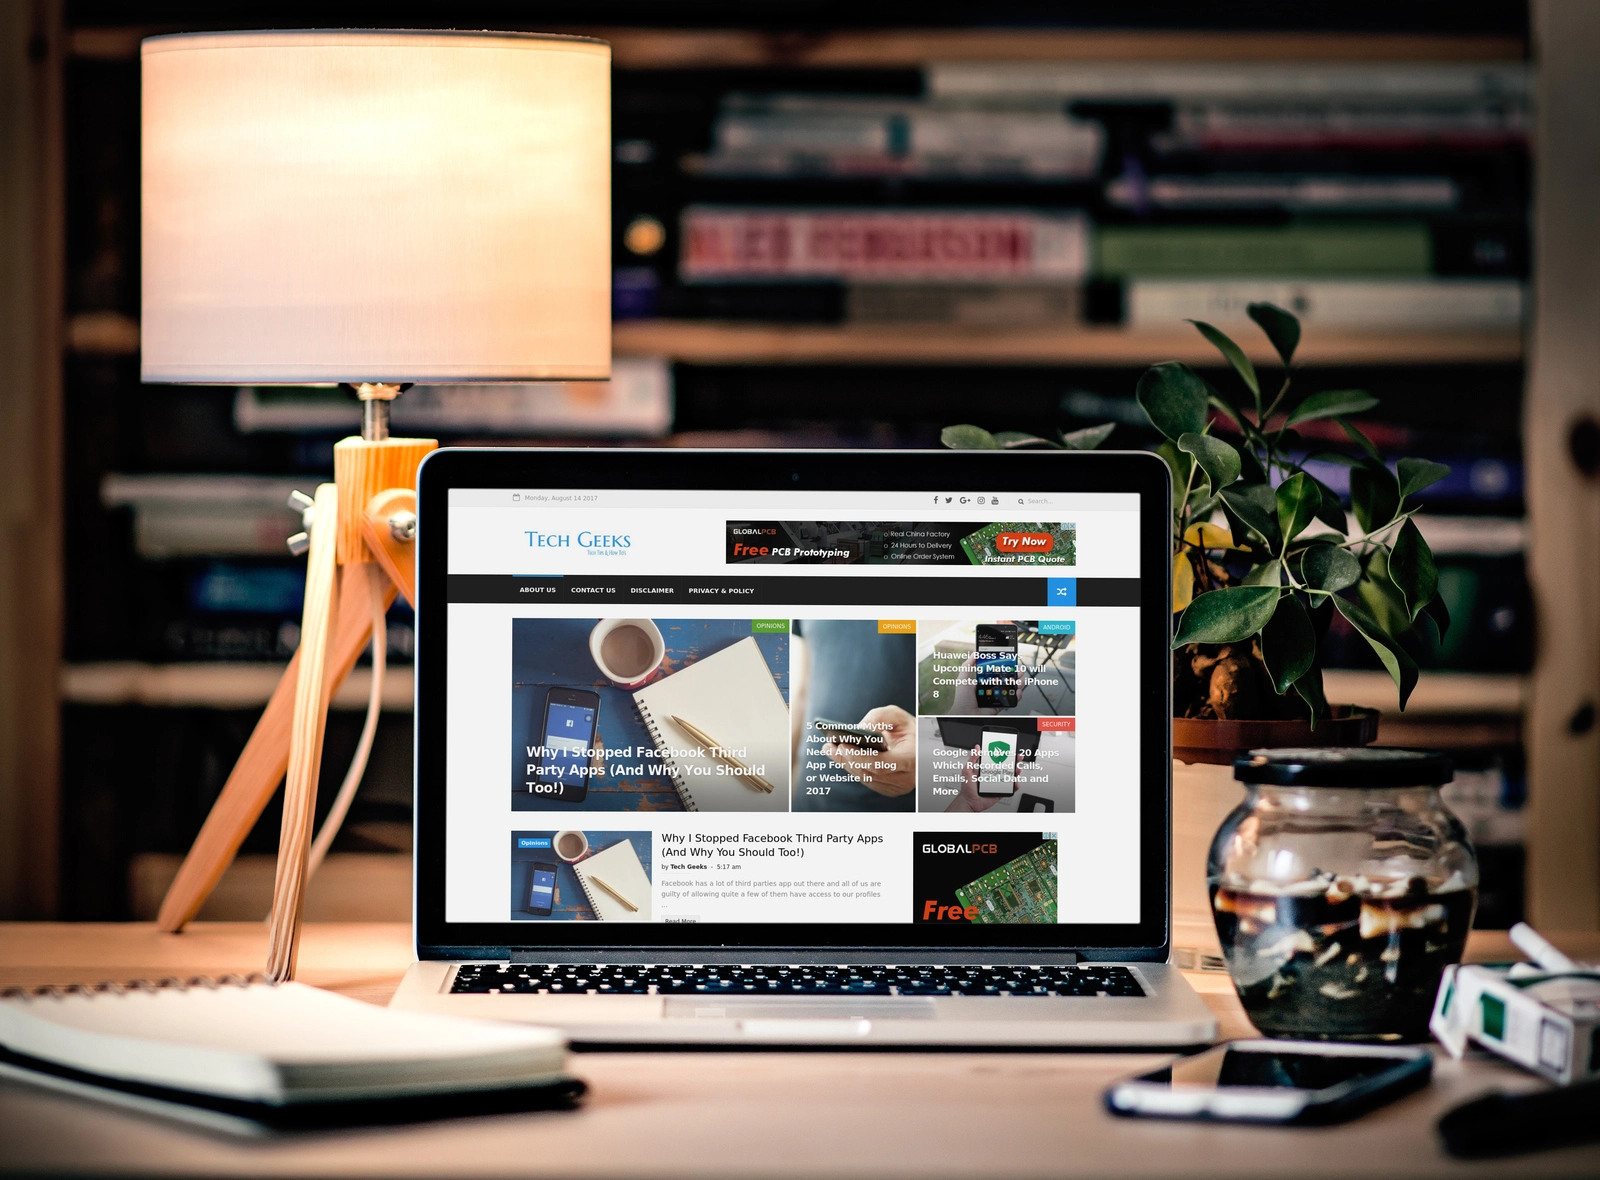 ALEX FERGUSON
Monday, August 14 2017
Search...
TECH GEEKS
Tech Tips & How To's
GLOBALPCB
Free PCB Prototyping
Real China Factory
24 Hours to Delivery
Online Order System
Try Now
Instant PCB Quote
ABOUT US
CONTACT US
DISCLAIMER
PRIVACY & POLICY
OPINIONS
Why I Stopped Facebook Third
Party Apps (And Why You Should
Too!)
OPINIONS
5 Common Myths
About Why You
Need A Mobile
App For Your Blog
or Website in
2017
ANDROID
Huawei Boss Says
Upcoming Mate 10 will
Compete with the iPhone
8
SECURITY
Google Removes 20 Apps
Which Recorded Calls,
Emails, Social Data and
More
Opinions
Why I Stopped Facebook Third Party Apps
(And Why You Should Too!)
by Tech Geeks - 5:17 am
Facebook has a lot of third parties app out there and all of us are
guilty of allowing quite a few of them have access to our profiles
...
Read More
GLOBALPCB
Free